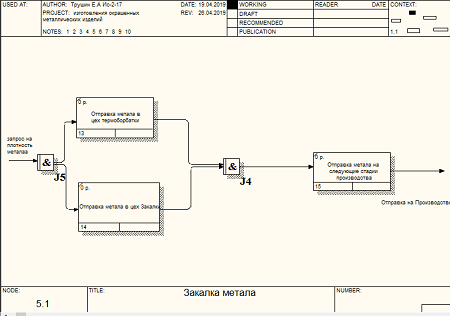 USED AT:
AUTHOR: Трушин Е.А Ис-2-17
DATE: 19.04.2019
WORKING
READER
DATE
CONTEXT:
PROJECT: изготовления окрашенных
металлических изделий
REV: 26.04.2019
DRAFT
RECOMMENDED
NOTES: 1 2 3 4 5 6 7 8 9 10
PUBLICATION
1.1
0 р.
Отправка метала в
цех термоборбатки
13
запрос на
плотность
метала
&
J5
&
J4
0 р.
Отправка метала на
следующие стадии
производства
15
0 р.
Отправка метала в цех Закалк
14
Отправка на Производство
NODE:
TITLE:
Закалка метала
NUMBER:
5.1